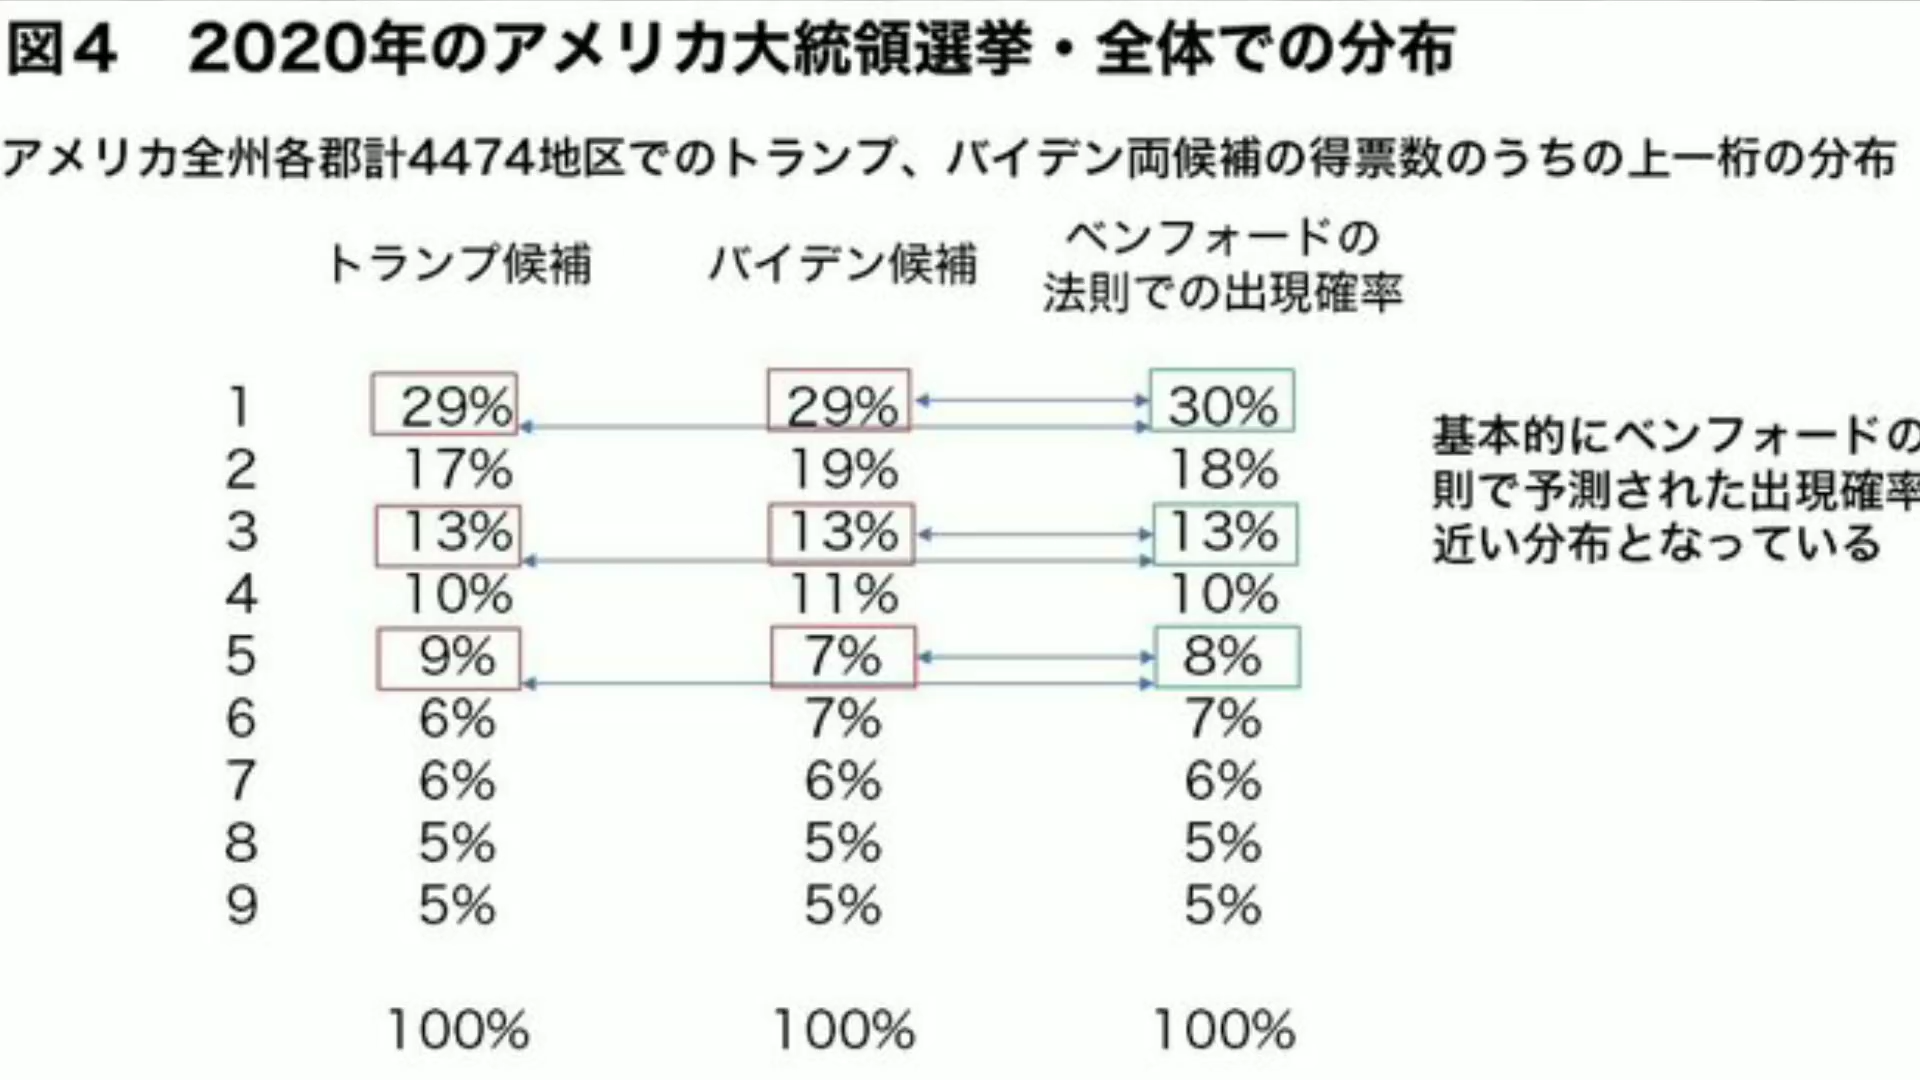 図4 2020年のアメリカ大統領選挙・全体での分布
アメリカ全州各郡計4474地区でのトランプ、バイデン両候補の得票数のうちの上一桁の分布
トランプ候補 バイデン候補 ベンフォードの
法則での出現確率
1 29% 29% 30%
2 17% 19% 18%
3 13% 13% 13%
4 10% 11% 10%
5 9% 7% 8%
6 6% 7% 7%
7 6% 6% 6%
8 5% 5% 5%
9 5% 5% 5%
100% 100% 100%
基本的にベンフォードの
則で予測された出現確率
近い分布となっている